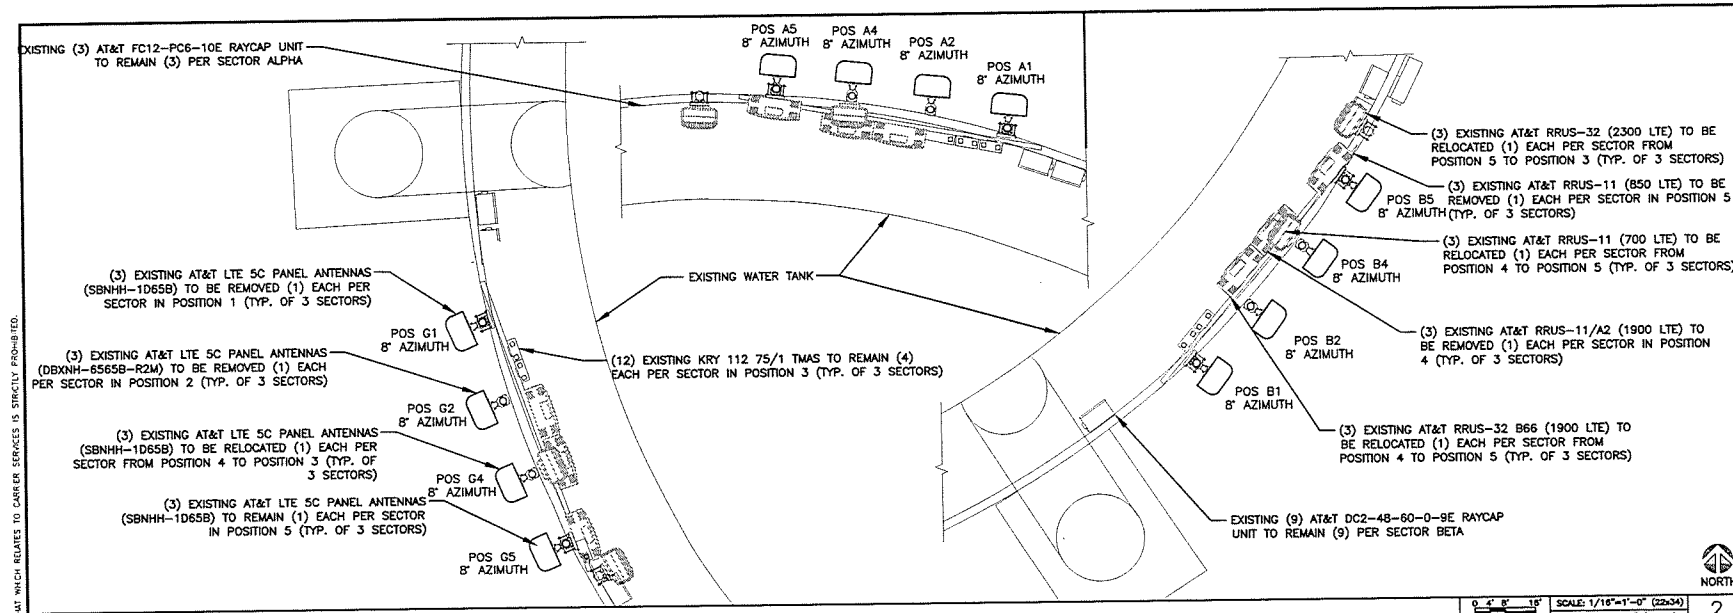 EXISTING (3) AT&T FC12-PC6-10E RAYCAP UNIT
TO REMAIN (3) PER SECTOR ALPHA
POS A5
8° AZIMUTH
POS A4
8° AZIMUTH
POS A2
8° AZIMUTH
POS A1
8° AZIMUTH
(3) EXISTING AT&T RRUS-32 (2300 LTE) TO BE
RELOCATED (1) EACH PER SECTOR FROM
POSITION 5 TO POSITION 3 (TYP. OF 3 SECTORS)
(3) EXISTING AT&T RRUS-11 (850 LTE) TO BE
REMOVED (1) EACH PER SECTOR IN POSITION 5
(TYP. OF 3 SECTORS)
POS B5
8° AZIMUTH
(3) EXISTING AT&T RRUS-11 (700 LTE) TO BE
RELOCATED (1) EACH PER SECTOR FROM
POSITION 4 TO POSITION 5 (TYP. OF 3 SECTORS)
POS B4
8° AZIMUTH
(3) EXISTING AT&T LTE 5C PANEL ANTENNAS
(SBNHH-1D65B) TO BE REMOVED (1) EACH PER
SECTOR IN POSITION 1 (TYP. OF 3 SECTORS)
EXISTING WATER TANK
POS G1
8° AZIMUTH
(3) EXISTING AT&T RRUS-11/A2 (1900 LTE) TO
BE REMOVED (1) EACH PER SECTOR IN POSITION
4 (TYP. OF 3 SECTORS)
POS B2
8° AZIMUTH
(3) EXISTING AT&T LTE 5C PANEL ANTENNAS
(DBXNH-6565B-R2M) TO BE REMOVED (1) EACH
PER SECTOR IN POSITION 2 (TYP. OF 3 SECTORS)
(12) EXISTING KRY 112 75/1 TMAS TO REMAIN (4)
EACH PER SECTOR IN POSITION 3 (TYP. OF 3 SECTORS)
POS B1
8° AZIMUTH
POS G2
8° AZIMUTH
(3) EXISTING AT&T LTE 5C PANEL ANTENNAS
(SBNHH-1D65B) TO BE RELOCATED (1) EACH PER
SECTOR FROM POSITION 4 TO POSITION 3 (TYP. OF
3 SECTORS)
(3) EXISTING AT&T RRUS-32 B66 (1900 LTE) TO
BE RELOCATED (1) EACH PER SECTOR FROM
POSITION 4 TO POSITION 5 (TYP. OF 3 SECTORS)
POS G4
8° AZIMUTH
(3) EXISTING AT&T LTE 5C PANEL ANTENNAS
(SBNHH-1D65B) TO REMAIN (1) EACH PER SECTOR
IN POSITION 5 (TYP. OF 3 SECTORS)
POS G5
8° AZIMUTH
EXISTING (9) AT&T DC2-48-60-0-9E RAYCAP
UNIT TO REMAIN (9) PER SECTOR BETA
NORTH
0 4' 8' 16'
SCALE: 1/16"=1'-0" (22x34)
2
WHICH RELATES TO CARRIER SERVICES IS STRICTLY PROHIBITED.